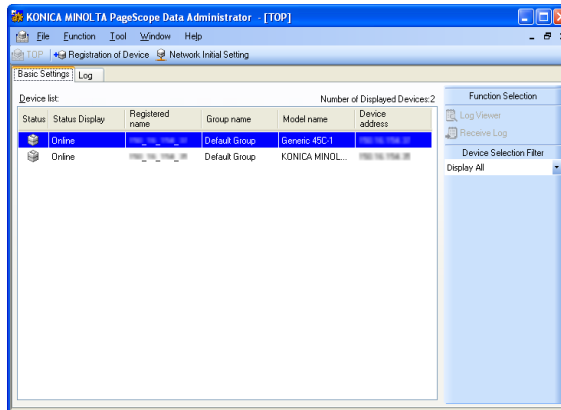 KONICA MINOLTA PageScope Data Administrator - [TOP]
File Function Tool Window Help
TOP Registration of Device Network Initial Setting
Basic Settings Log
Device list: Number of Displayed Devices:2
Status Status Display Registered name Group name Model name Device address
Online Default Group Generic 45C-1
Online Default Group KONICA MINOL...
Function Selection
Log Viewer
Receive Log
Device Selection Filter
Display All